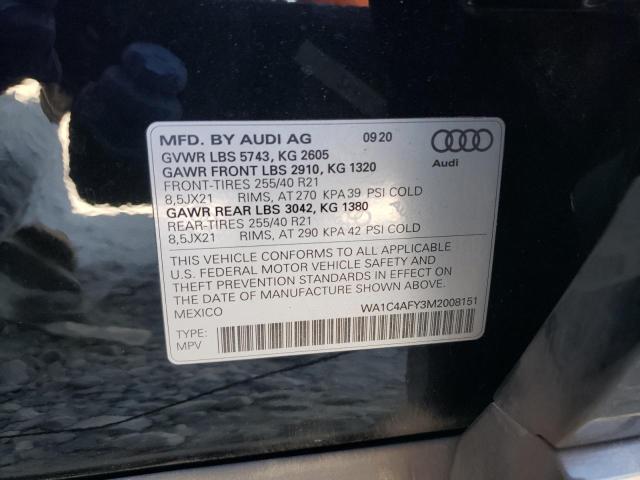 MFD. BY AUDI AG 09 20
GVWR LBS 5743, KG 2605
GAWR FRONT LBS 2910, KG 1320
FRONT-TIRES 255/40 R21
8,5JX21 RIMS, AT 270 KPA 39 PSI COLD
GAWR REAR LBS 3042, KG 1380
REAR-TIRES 255/40 R21
8,5JX21 RIMS, AT 290 KPA 42 PSI COLD
Audi
THIS VEHICLE CONFORMS TO ALL APPLICABLE
U.S. FEDERAL MOTOR VEHICLE SAFETY AND
THEFT PREVENTION STANDARDS IN EFFECT ON
THE DATE OF MANUFACTURE SHOWN ABOVE.
MEXICO
WA1C4AFY3M2008151
TYPE:
MPV